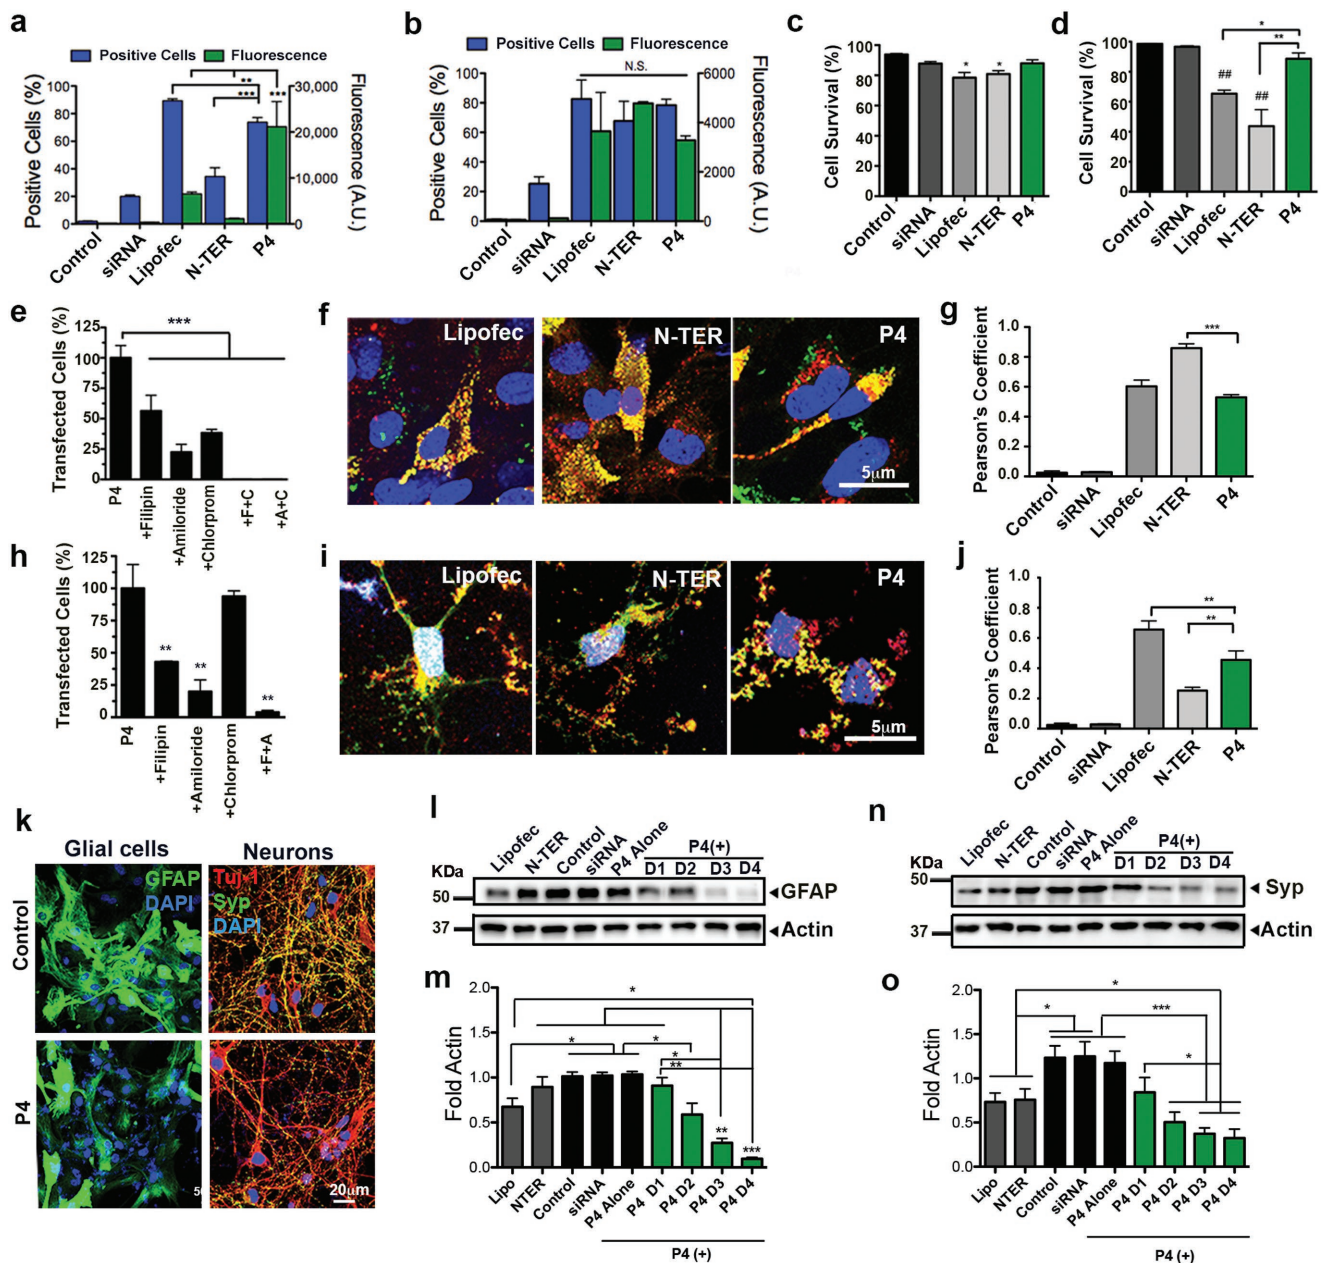 a
Positive Cells
Fluorescence
Positive Cells (%)
100
80
60
40
20
0
**
***
***
30,000
20,000
10,000
0
Fluorescence (A.U.)
Control
siRNA
Lipofec
N-TER
P4
b
Positive Cells
Fluorescence
Positive Cells (%)
100
80
60
40
20
0
N.S.
6000
4000
2000
0
Fluorescence (A.U.)
Control
siRNA
Lipofec
N-TER
P4
c
Cell Survival (%)
100
80
60
40
20
0
*
*
Control
siRNA
Lipofec
N-TER
P4
d
Cell Survival (%)
100
80
60
40
20
0
##
##
*
**
Control
siRNA
Lipofec
N-TER
P4
e
Transfected Cells (%)
125
100
75
50
25
0
***
P4
+Filipin
+Amiloride
+Chlorprom
+F+C
+A+C
f
Lipofec
N-TER
P4
5µm
g
Pearson's Coefficient
1.0
0.8
0.6
0.4
0.2
0.0
***
Control
siRNA
Lipofec
N-TER
P4
h
Transfected Cells (%)
125
100
75
50
25
0
**
**
**
P4
+Filipin
+Amiloride
+Chlorprom
+F+A
i
Lipofec
N-TER
P4
5µm
j
Pearson's Coefficient
1.0
0.8
0.6
0.4
0.2
0.0
**
**
Control
siRNA
Lipofec
N-TER
P4
k
Glial cells
Neurons
Control
P4
GFAP
DAPI
Tuj-1
Syp
DAPI
20µm
l
Lipofec
N-TER
Control
siRNA
P4 Alone
P4(+)
D1 D2 D3 D4
KDa
50
GFAP
37
Actin
m
Fold Actin
2.0
1.5
1.0
0.5
0.0
*
*
*
*
**
**
***
Lipo
NTER
Control
siRNA
P4 Alone
P4 D1
P4 D2
P4 D3
P4 D4
P4 (+)
n
Lipofec
N-TER
Control
siRNA
P4 Alone
P4(+)
D1 D2 D3 D4
KDa
50
Syp
37
Actin
o
Fold Actin
2.0
1.5
1.0
0.5
0.0
*
*
***
*
Lipo
NTER
Control
siRNA
P4 Alone
P4 D1
P4 D2
P4 D3
P4 D4
P4 (+)